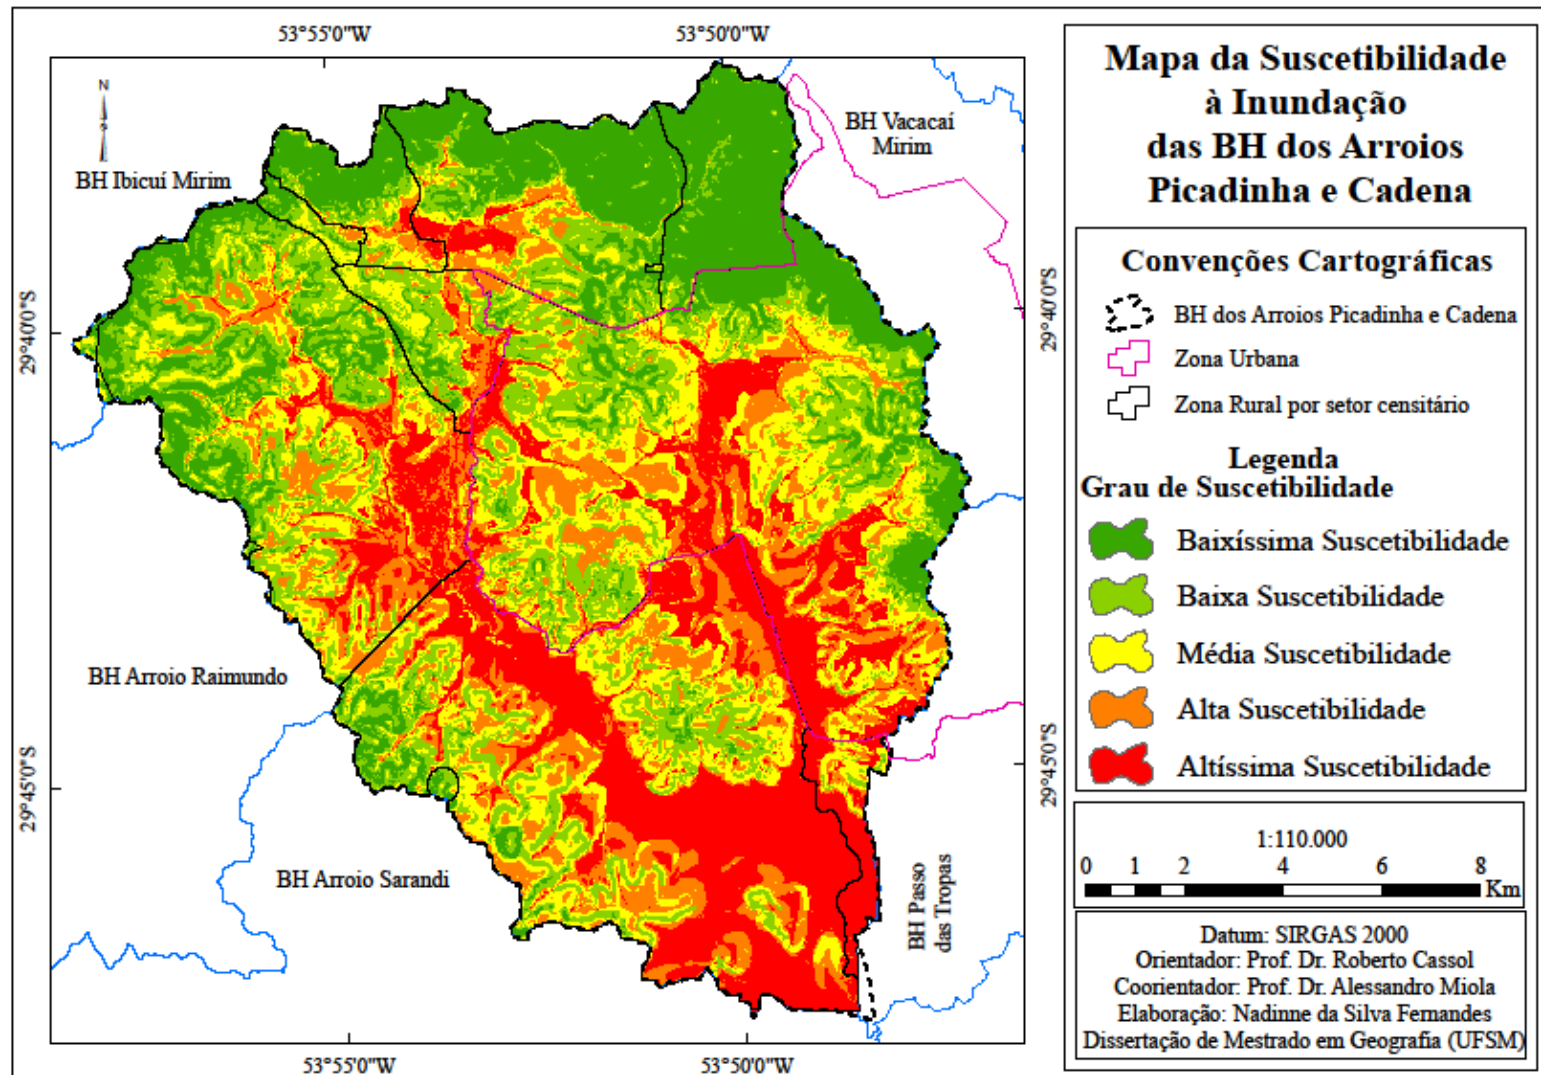 53°55'0"W
53°50'0"W
N
BH Vacacaí
Mirim
BH Ibicuí Mirim
29°40'0"S
29°40'0"S
BH Arroio Raimundo
29°45'0"S
29°45'0"S
BH Arroio Sarandi
BH Passo
das Tropas
53°55'0"W
53°50'0"W
Mapa da Suscetibilidade
à Inundação
das BH dos Arroios
Picadinha e Cadena
Convenções Cartográficas
BH dos Arroios Picadinha e Cadena
Zona Urbana
Zona Rural por setor censitário
Legenda
Grau de Suscetibilidade
Baixíssima Suscetibilidade
Baixa Suscetibilidade
Média Suscetibilidade
Alta Suscetibilidade
Altíssima Suscetibilidade
1:110.000
0 1 2 4 6 8
Km
Datum: SIRGAS 2000
Orientador: Prof. Dr. Roberto Cassol
Coorientador: Prof. Dr. Alessandro Miola
Elaboração: Nadinne da Silva Fernandes
Dissertação de Mestrado em Geografia (UFSM)